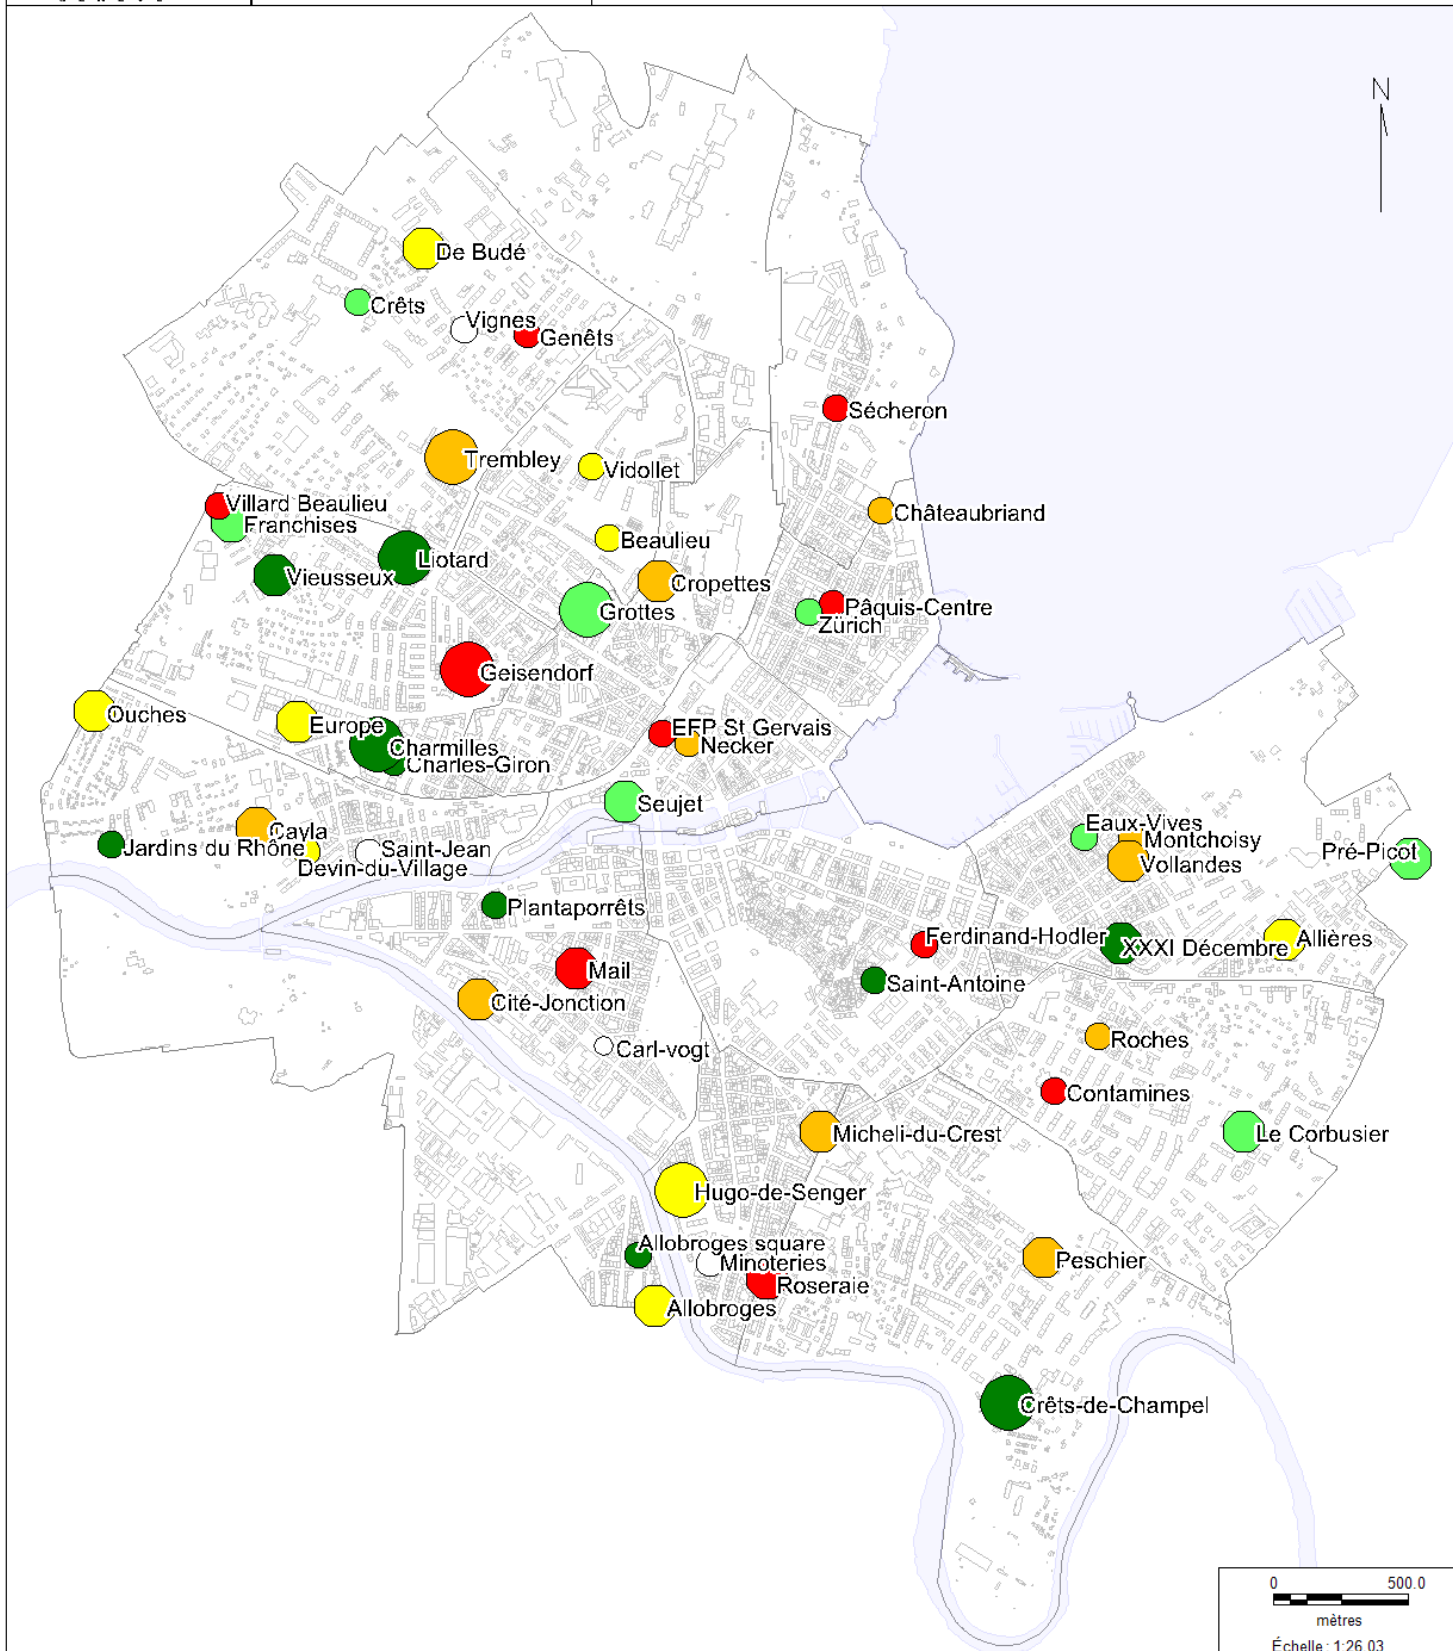 N
De Budé
Crêts
Vignes
Genêts
Sécheron
Trembley
Vidollet
Villard Beaulieu
Franchises
Châteaubriand
Beaulieu
Liotard
Vieusseux
Cropettes
Grottes
Pâquis-Centre
Zürich
Geisendorf
Ouches
Europe
EFP St Gervais
Necker
Charmilles
Charles-Giron
Seujet
Eaux-Vives
Montchoisy
Cayla
Jardins du Rhône
Saint-Jean
Pré-Picot
Vollandes
Devin-du-Village
Plantaporrêts
Ferdinand-Hodler
XXXI Décembre
Allières
Mail
Saint-Antoine
Cité-Jonction
Roches
Carl-vogt
Contamines
Micheli-du-Crest
Le Corbusier
Hugo-de-Senger
Allobroges square
Minoteries
Peschier
Roseraie
Allobroges
Crêts-de-Champel
0 500.0
mètres
Échelle: 1:26 03